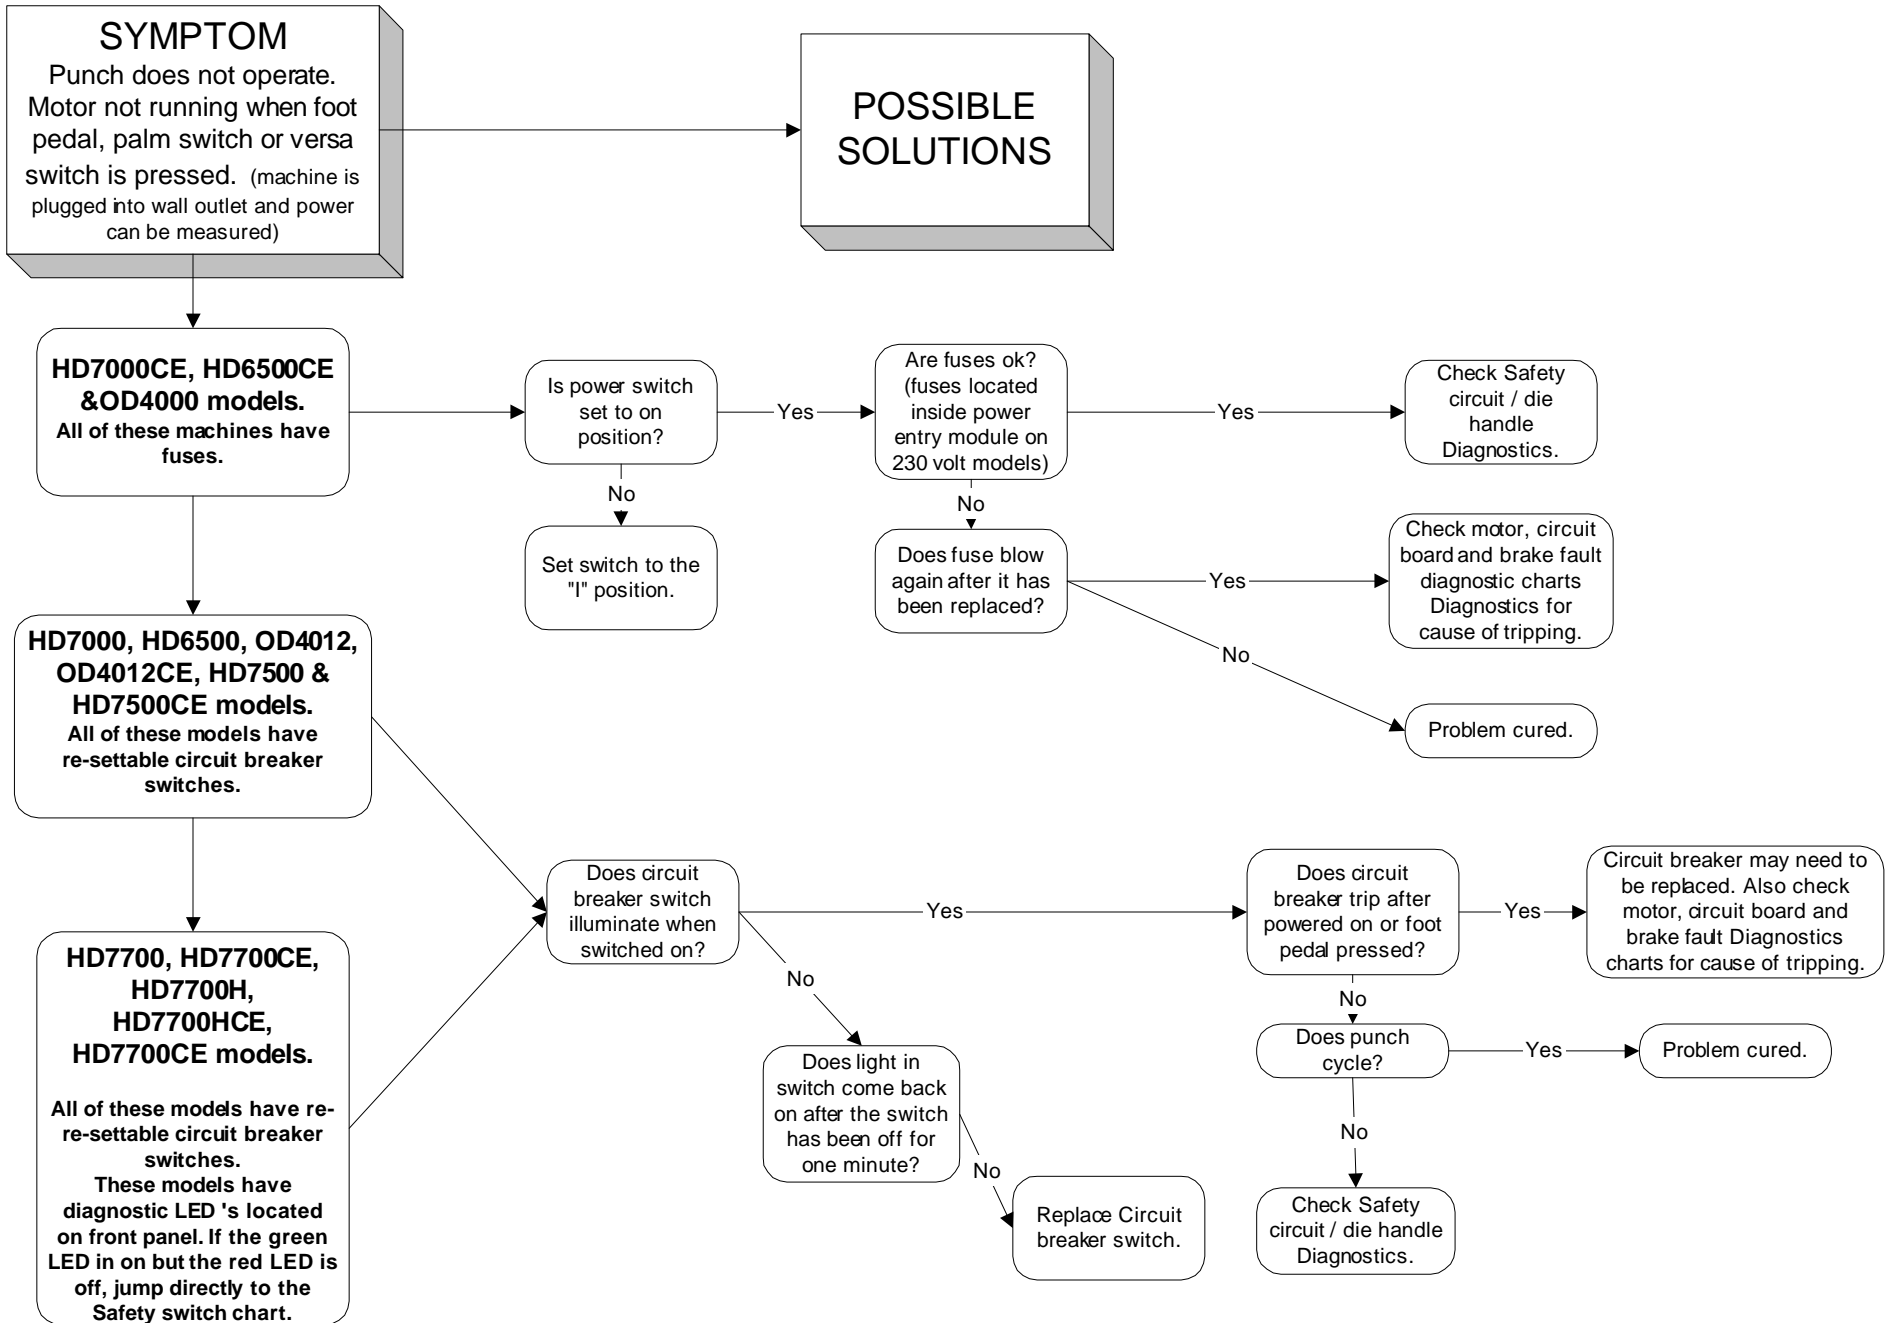 SYMPTOM
Punch does not operate.
Motor not running when foot
pedal, palm switch or versa
switch is pressed. (machine is
plugged into wall outlet and power
can be measured)
POSSIBLE
SOLUTIONS
HD7000CE, HD6500CE
&OD4000 models.
All of these machines have
fuses.
Is power switch
set to on
position?
Yes
Are fuses ok?
(fuses located
inside power
entry module on
230 volt models)
Yes
Check Safety
circuit / die
handle
Diagnostics.
No
Set switch to the
"I" position.
No
Does fuse blow
again after it has
been replaced?
Yes
Check motor, circuit
board and brake fault
diagnostic charts
Diagnostics for
cause of tripping.
No
Problem cured.
HD7000, HD6500, OD4012,
OD4012CE, HD7500 &
HD7500CE models.
All of these models have
re-settable circuit breaker
switches.
HD7700, HD7700CE,
HD7700H,
HD7700HCE,
HD7700CE models.
All of these models have re-
re-settable circuit breaker
switches.
These models have
diagnostic LED 's located
on front panel. If the green
LED in on but the red LED is
off, jump directly to the
Safety switch chart.
Does circuit
breaker switch
illuminate when
switched on?
Yes
Does circuit
breaker trip after
powered on or foot
pedal pressed?
Yes
Circuit breaker may need to
be replaced. Also check
motor, circuit board and
brake fault Diagnostics
charts for cause of tripping.
No
Does light in
switch come back
on after the switch
has been off for
one minute?
No
Replace Circuit
breaker switch.
No
Does punch
cycle?
Yes
Problem cured.
No
Check Safety
circuit / die handle
Diagnostics.